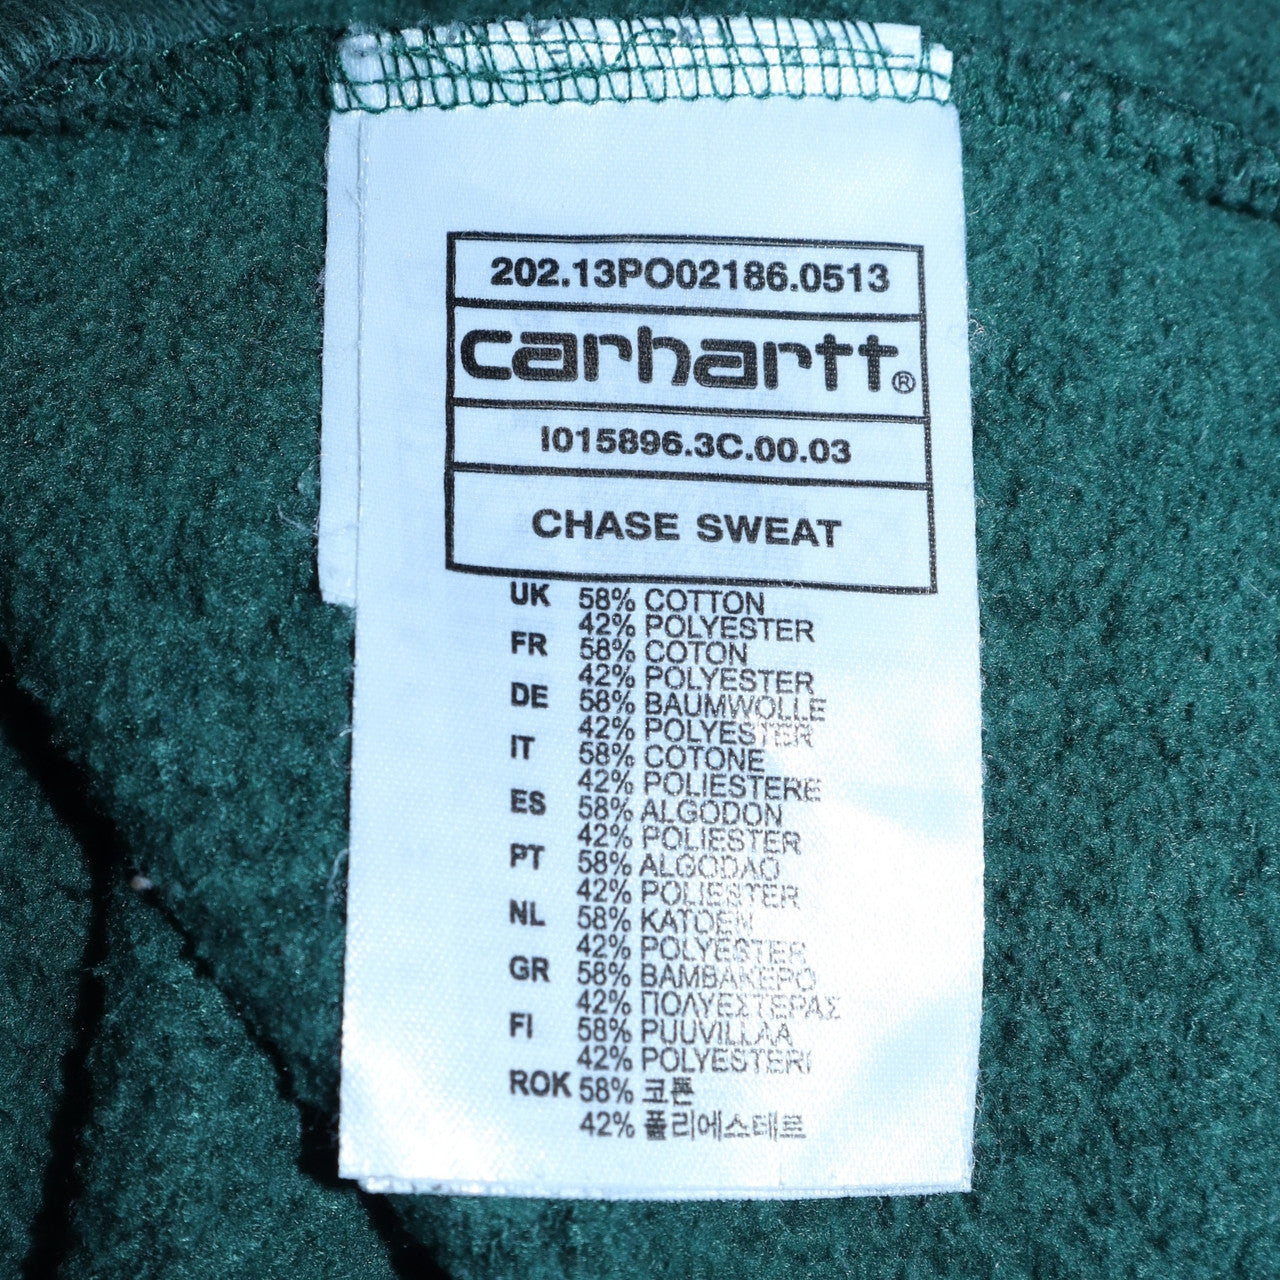 202.13PO02186.0513
carhartt®
I015896.3C.00.03
CHASE SWEAT
UK 58% COTTON
42% POLYESTER
FR 58% COTON
42% POLYESTER
DE 58% BAUMWOLLE
42% POLYESTER
IT 58% COTONE
42% POLIESTERE
ES 58% ALGODON
42% POLIESTER
PT 58% ALGODAO
42% POLIESTER
NL 58% KATOEN
42% POLYESTER
GR 58% ΒΑΜΒΑΚΕΡΟ
42% ΠΟΛΥΕΣΤΕΡΑΣ
FI 58% PUUVILLAA
42% POLYESTERI
ROK 58% 코튼
42% 폴리에스테르